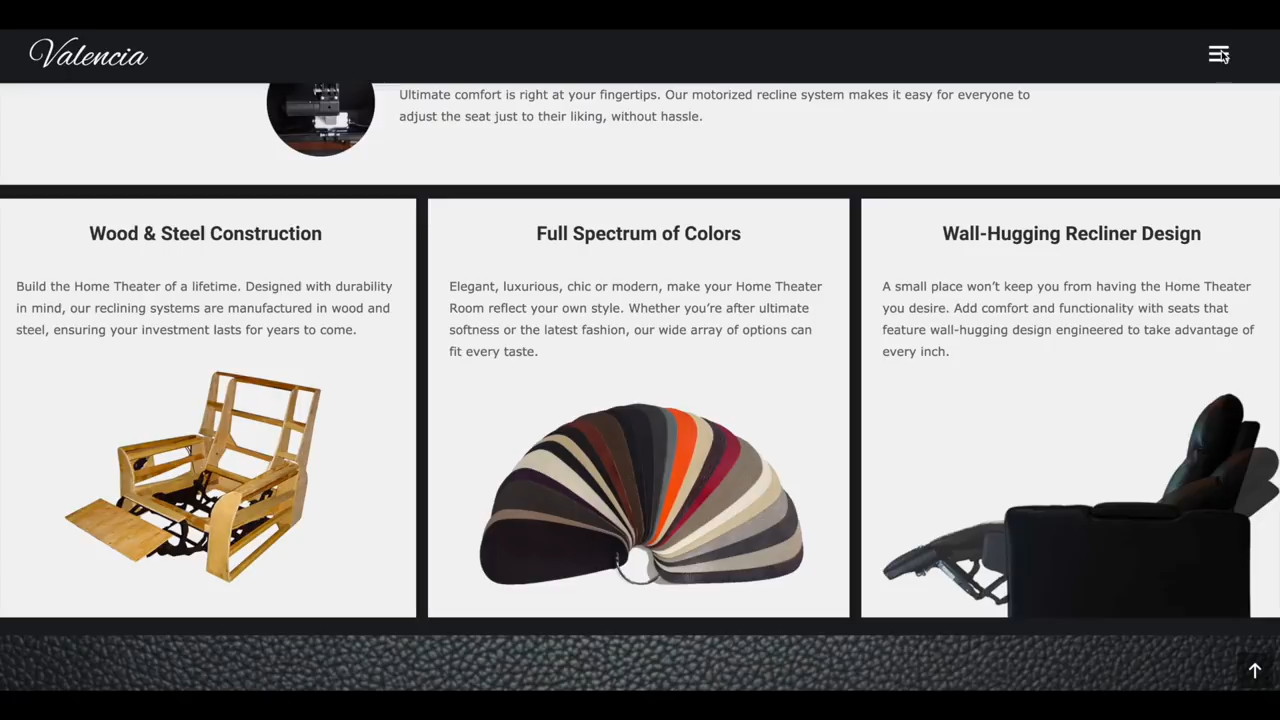 Valencia
Ultimate comfort is right at your fingertips. Our motorized recline system makes it easy for everyone to
adjust the seat just to their liking, without hassle.
Wood & Steel Construction
Build the Home Theater of a lifetime. Designed with durability
in mind, our reclining systems are manufactured in wood and
steel, ensuring your investment lasts for years to come.
Full Spectrum of Colors
Elegant, luxurious, chic or modern, make your Home Theater
Room reflect your own style. Whether you’re after ultimate
softness or the latest fashion, our wide array of options can
fit every taste.
Wall-Hugging Recliner Design
A small place won’t keep you from having the Home Theater
you desire. Add comfort and functionality with seats that
feature wall-hugging design engineered to take advantage of
every inch.